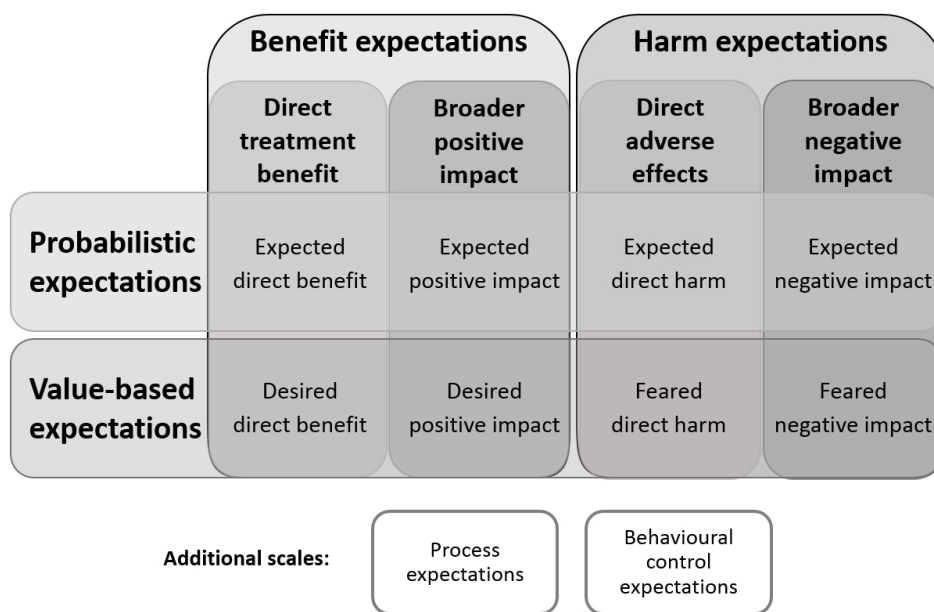 Benefit expectations
Harm expectations
Direct
treatment
benefit
Broader
positive
impact
Direct
adverse
effects
Broader
negative
impact
Probabilistic
expectations
Expected
direct benefit
Expected
positive impact
Expected
direct harm
Expected
negative impact
Value-based
expectations
Desired
direct benefit
Desired
positive impact
Feared
direct harm
Feared
negative impact
Additional scales:
Process
expectations
Behavioural
control
expectations